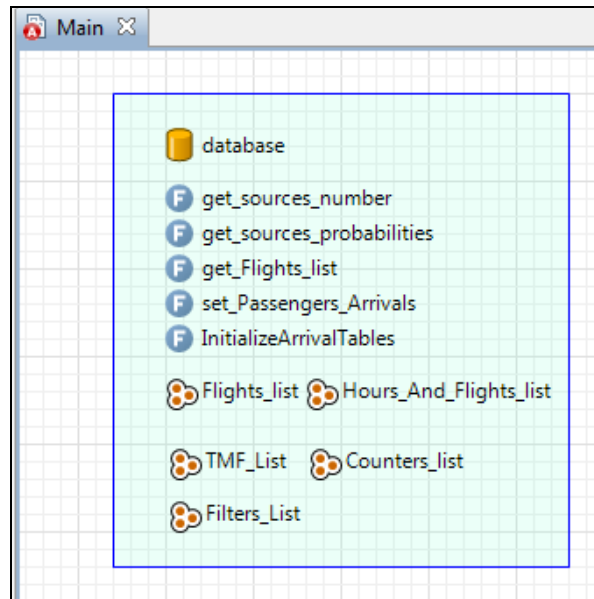 Main
database
get_sources_number
get_sources_probabilities
get_Flights_list
set_Passengers_Arrivals
InitializeArrivalTables
Flights_list Hours_And_Flights_list
TMF_List Counters_list
Filters_List